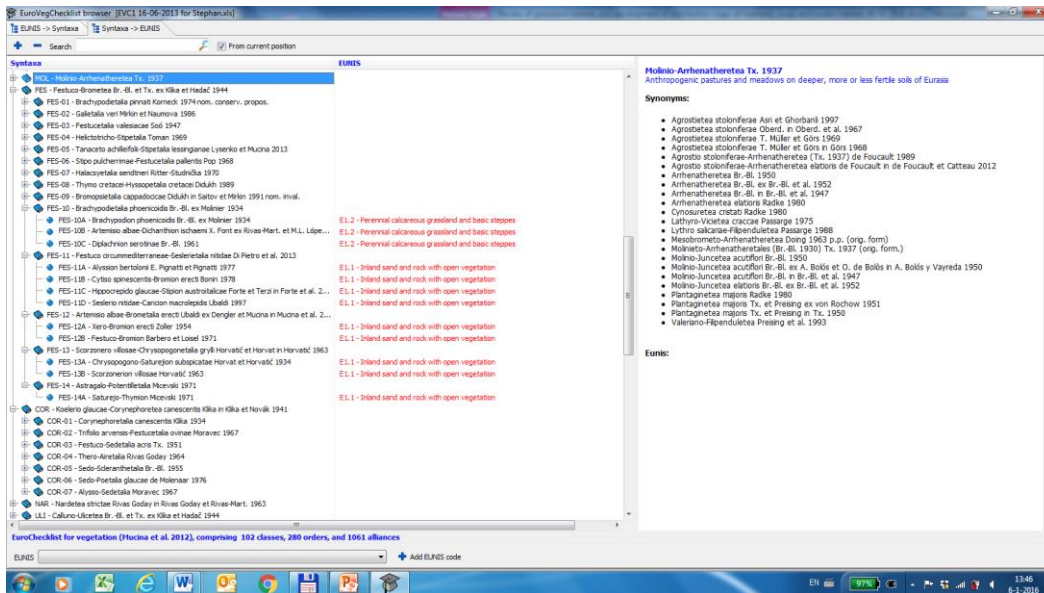 EuroVegChecklist browser [EVC1 16-06-2013 for Stephan.xls]
EUNIS -> Syntaxa Syntaxa -> EUNIS
Search From current position
Syntaxa EUNIS
MOL - Molinio-Arrhenatheretea Tx. 1937
FES - Festuco-Brometea Br.-Bl. et Tx. ex Klika et Hadač 1944
FES-01 - Brachypodietalia pinnati Korneck 1974 nom. conserv. propos.
FES-02 - Galietalia veri Mirkin et Naumova 1986
FES-03 - Festucetalia valesiacae Soó 1947
FES-04 - Helictotricho-Stipetalia Toman 1969
FES-05 - Tanaceto achilleifoli-Stipetalia lessingianae Lysenko et Mucina 2013
FES-06 - Stipo pulcherrimae-Festucetalia pallentis Pop 1968
FES-07 - Halacsyetalia sendtneri Ritter-Studnička 1970
FES-08 - Thymo cretacei-Hyssopetalia cretacei Didukh 1989
FES-09 - Bromopsietalia cappadocicae Didukh in Saitov et Mirkin 1991 nom. inval.
FES-10 - Brachypodietalia phoenicoidis Br.-Bl. ex Molinier 1934
FES-10A - Brachypodion phoenicoidis Br.-Bl. ex Molinier 1934 E1.2 - Perennial calcareous grassland and basic steppes
FES-10B - Artemisio albae-Dichanthion ischaemi X. Font ex Rivas-Mart. et M.L. Lópe... E1.2 - Perennial calcareous grassland and basic steppes
FES-10C - Diplachnion serotinae Br.-Bl. 1961 E1.2 - Perennial calcareous grassland and basic steppes
FES-11 - Festuco circummediterraneae-Seslerietalia nitidae Di Pietro et al. 2013
FES-11A - Alyssion bertoloni E. Pignatti et Pignatti 1977 E1.1 - Inland sand and rock with open vegetation
FES-11B - Cytiso spinescentis-Bromion erecti Bonin 1978 E1.1 - Inland sand and rock with open vegetation
FES-11C - Hippocrepido glaucae-Stipion austroitalicae Forte et Terzi in Forte et al. 2... E1.1 - Inland sand and rock with open vegetation
FES-11D - Seslerio nitidae-Caricion macrolepidis Ubaldi 1997 E1.1 - Inland sand and rock with open vegetation
FES-12 - Artemisio albae-Brometalia erecti Ubaldi ex Dengler et Mucina in Mucina et al. 2...
FES-12A - Xero-Bromion erecti Zoller 1954 E1.1 - Inland sand and rock with open vegetation
FES-12B - Festuco-Bromion Barbero et Loisel 1971 E1.1 - Inland sand and rock with open vegetation
FES-13 - Scorzonero villosae-Chrysopogonetalia grylli Horvatić et Horvat in Horvatić 1963
FES-13A - Chrysopogono-Saturejion subspicatae Horvat et Horvatić 1934 E1.1 - Inland sand and rock with open vegetation
FES-13B - Scorzonerion villosae Horvatić 1963 E1.1 - Inland sand and rock with open vegetation
FES-14 - Astragalo-Potentilletalia Micevski 1971
FES-14A - Saturejo-Thymion Micevski 1971 E1.1 - Inland sand and rock with open vegetation
COR - Koelerio glaucae-Corynephoretea canescentis Klika in Klika et Novák 1941
COR-01 - Corynephoretalia canescentis Klika 1934
COR-02 - Trifolio arvensis-Festucetalia ovinae Moravec 1967
COR-03 - Festuco-Sedetalia acris Tx. 1951
COR-04 - Thero-Airetalia Rivas Goday 1964
COR-05 - Sedo-Scleranthetalia Br.-Bl. 1955
COR-06 - Sedo-Poetalia glaucae de Molenaar 1976
COR-07 - Alysso-Sedetalia Moravec 1967
NAR - Nardetea strictae Rivas Goday in Rivas Goday et Rivas-Mart. 1963
ULI - Calluno-Ulicetea Br.-Bl. et Tx. ex Klika et Hadač 1944
EuroChecklist for vegetation (Mucina et al. 2012), comprising 102 classes, 280 orders, and 1061 alliances
EUNIS Add EUNIS code
Molinio-Arrhenatheretea Tx. 1937
Anthropogenic pastures and meadows on deeper, more or less fertile soils of Eurasia
Synonyms:
Agrostietea stoloniferae Asri et Ghorbanli 1997
Agrostietea stoloniferae Oberd. in Oberd. et al. 1967
Agrostietea stoloniferae T. Müller et Görs 1969
Agrostietea stoloniferae T. Müller et Görs in Görs 1968
Agrostio stoloniferae-Arrhenatheretea (Tx. 1937) de Foucault 1989
Agrostio stoloniferae-Arrhenatheretea elatioris de Foucault in de Foucault et Catteau 2012
Arrhenatheretea Br.-Bl. 1950
Arrhenatheretea Br.-Bl. ex Br.-Bl. et al. 1952
Arrhenatheretea Br.-Bl. in Br.-Bl. et al. 1947
Arrhenatheretea elatioris Radke 1980
Cynosuretea cristati Radke 1980
Lathyro-Vicietea craccae Passarge 1975
Lythro salicariae-Filipenduletea Passarge 1988
Mesobrometo-Arrhenatheretea Doing 1963 p.p. (orig. form)
Molinieto-Arrhenatheretales (Br.-Bl. 1930) Tx. 1937 (orig. form.)
Molinio-Juncetea acutiflori Br.-Bl. 1950
Molinio-Juncetea acutiflori Br.-Bl. ex A. Bolós et O. de Bolòs in A. Bolós y Vayreda 1950
Molinio-Juncetea acutiflori Br.-Bl. in Br.-Bl. et al. 1947
Molinio-Juncetea elatioris Br.-Bl. ex Br.-Bl. et al. 1952
Plantaginetea majoris Radke 1980
Plantaginetea majoris Tx. et Preising ex von Rochow 1951
Plantaginetea majoris Tx. et Preising in Tx. 1950
Valeriano-Filipenduletea Preising et al. 1993
Eunis:
EN 97% 13:46
6-1-2016